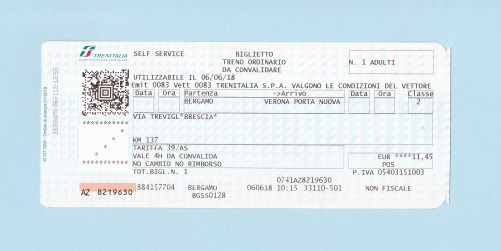 TRENITALIA
SELF SERVICE
BIGLIETTO
TRENO ORDINARIO
DA CONVALIDARE
N. 1 ADULTI
UTILIZZABILE IL 06/06/18
Emit 0083 Vett 0083 TRENITALIA S.P.A. VALGONO LE CONDIZIONI DEL VETTORE
Data Ora Partenza ->Arrivo Data Ora Classe
BERGAMO VERONA PORTA NUOVA 2
VIA TREVIGL*BRESCIA*
KM 137
TARIFFA 39/AS
VALE 4H DA CONVALIDA EUR ****11,45
NO CAMBIO NO RIMBORSO
TOT.BIGL.N. 1 P.IVA 05403151003
0741AZ8219630
AZ 8219630
884157704 BERGAMO 060618 10:15 33110-501 NON FISCALE
BGSS0128